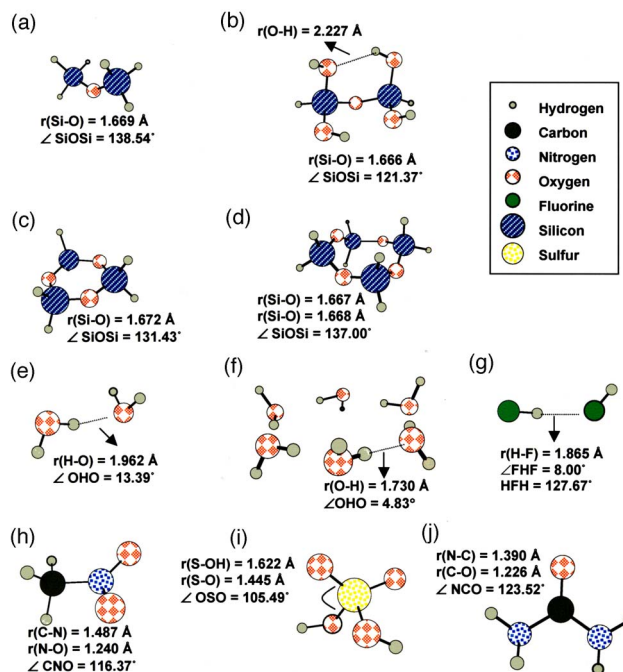 (a)
r(Si-O) = 1.669 Å
∠ SiOSi = 138.54°
(b)
r(O-H) = 2.227 Å
r(Si-O) = 1.666 Å
∠ SiOSi = 121.37°
Hydrogen
Carbon
Nitrogen
Oxygen
Fluorine
Silicon
Sulfur
(c)
r(Si-O) = 1.672 Å
∠ SiOSi = 131.43°
(d)
r(Si-O) = 1.667 Å
r(Si-O) = 1.668 Å
∠ SiOSi = 137.00°
(e)
r(H-O) = 1.962 Å
∠ OHO = 13.39°
(f)
r(O-H) = 1.730 Å
∠OHO = 4.83°
(g)
r(H-F) = 1.865 Å
∠FHF = 8.00°
HFH = 127.67°
(h)
r(C-N) = 1.487 Å
r(N-O) = 1.240 Å
∠ CNO = 116.37°
(i)
r(S-OH) = 1.622 Å
r(S-O) = 1.445 Å
∠ OSO = 105.49°
(j)
r(N-C) = 1.390 Å
r(C-O) = 1.226 Å
∠ NCO = 123.52°